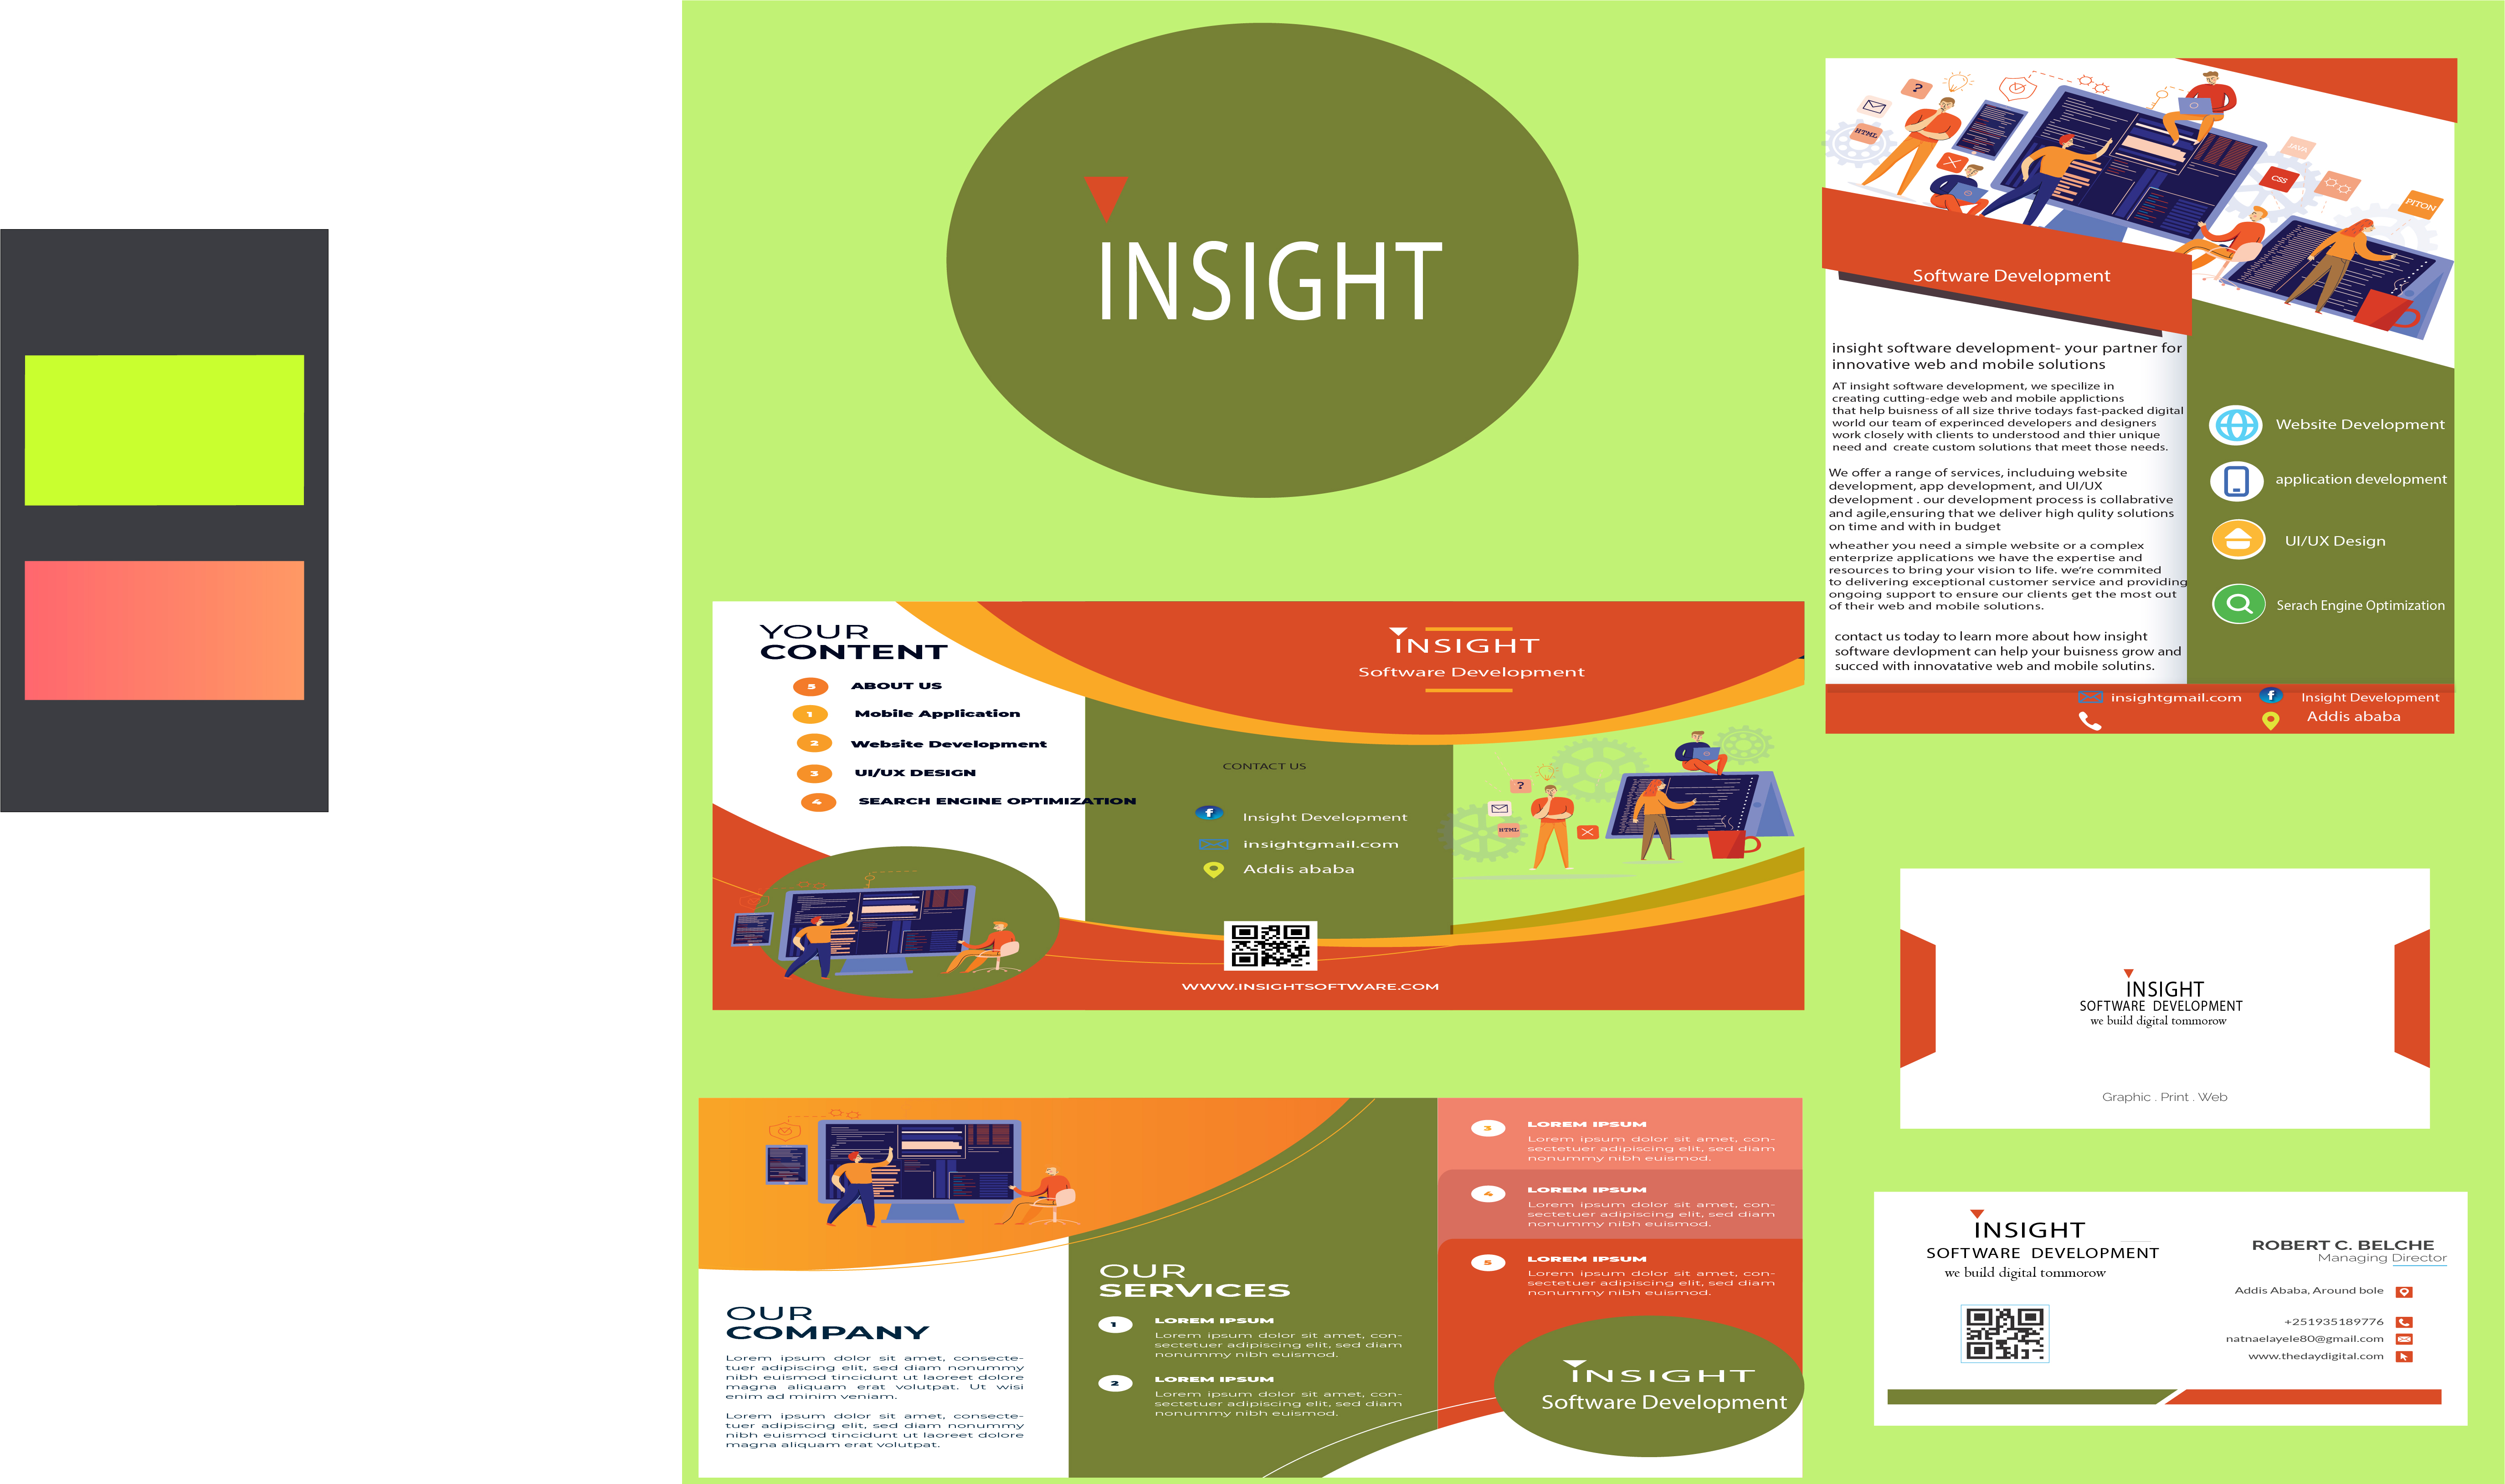 INSIGHT
?
HTML
JAVA
CSS
PITON
Software Development
insight software development- your partner for
innovative web and mobile solutions
AT insight software development, we specilize in
creating cutting-edge web and mobile applictions
that help buisness of all size thrive todays fast-packed digital
world our team of experinced developers and designers
work closely with clients to understood and thier unique
need and create custom solutions that meet those needs.
We offer a range of services, includuing website
development, app development, and UI/UX
development . our development process is collabrative
and agile,ensuring that we deliver high qulity solutions
on time and with in budget
wheather you need a simple website or a complex
enterprize applications we have the expertise and
resources to bring your vision to life. we're commited
to delivering exceptional customer service and providing
ongoing support to ensure our clients get the most out
of their web and mobile solutions.
contact us today to learn more about how insight
software devlopment can help your buisness grow and
succed with innovatative web and mobile solutins.
Website Development
application development
UI/UX Design
Serach Engine Optimization
insightgmail.com
f
Insight Development
Addis ababa
YOUR
CONTENT
5 ABOUT US
1 Mobile Application
2 Website Development
3 UI/UX DESIGN
4 SEARCH ENGINE OPTIMIZATION
INSIGHT
Software Development
CONTACT US
f Insight Development
insightgmail.com
Addis ababa
WWW.INSIGHTSOFTWARE.COM
?
HTML
INSIGHT
SOFTWARE DEVELOPMENT
we build digital tommorow
Graphic . Print . Web
OUR
COMPANY
Lorem ipsum dolor sit amet, consecte-
tuer adipiscing elit, sed diam nonummy
nibh euismod tincidunt ut laoreet dolore
magna aliquam erat volutpat. Ut wisi
enim ad minim veniam.
Lorem ipsum dolor sit amet, consecte-
tuer adipiscing elit, sed diam nonummy
nibh euismod tincidunt ut laoreet dolore
magna aliquam erat volutpat.
OUR
SERVICES
1 LOREM IPSUM
Lorem ipsum dolor sit amet, con-
sectetuer adipiscing elit, sed diam
nonummy nibh euismod.
2 LOREM IPSUM
Lorem ipsum dolor sit amet, con-
sectetuer adipiscing elit, sed diam
nonummy nibh euismod.
3 LOREM IPSUM
Lorem ipsum dolor sit amet, con-
sectetuer adipiscing elit, sed diam
nonummy nibh euismod.
4 LOREM IPSUM
Lorem ipsum dolor sit amet, con-
sectetuer adipiscing elit, sed diam
nonummy nibh euismod.
5 LOREM IPSUM
Lorem ipsum dolor sit amet, con-
sectetuer adipiscing elit, sed diam
nonummy nibh euismod.
INSIGHT
Software Development
INSIGHT
SOFTWARE DEVELOPMENT
we build digital tommorow
ROBERT C. BELCHE
Managing Director
Addis Ababa, Around bole
+251935189776
natnaelayele80@gmail.com
www.thedaydigital.com